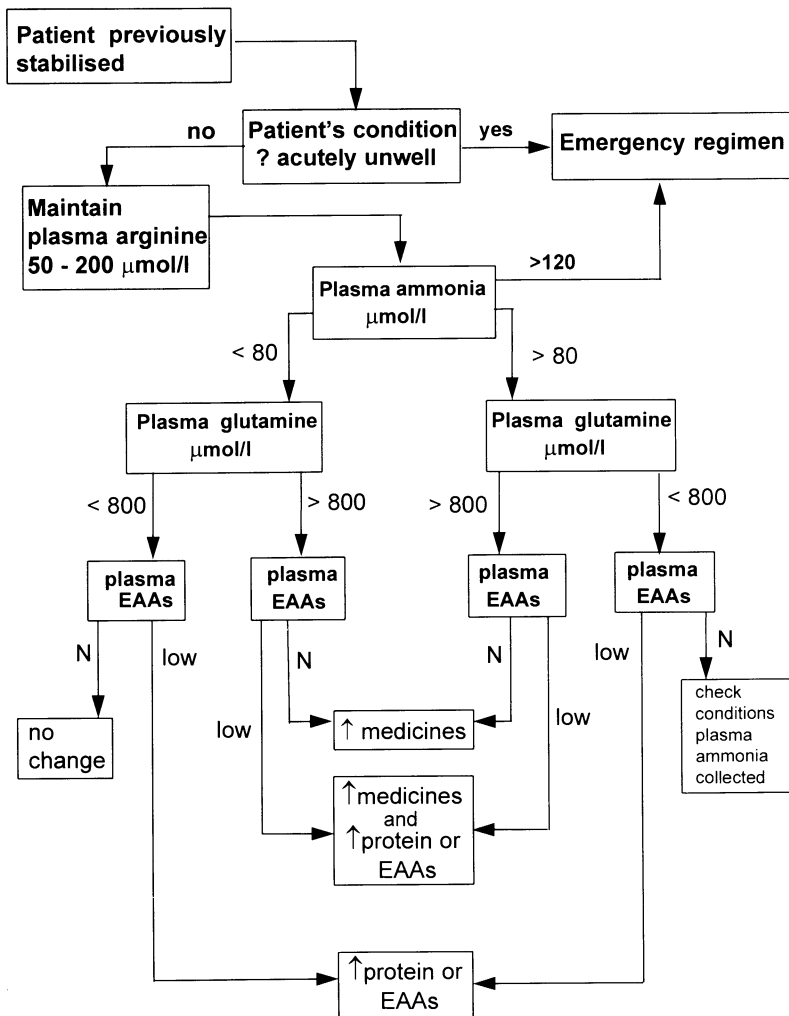 Patient previously
stabilised
no
Patient's condition
? acutely unwell
yes
Emergency regimen
Maintain
plasma arginine
50 - 200 μmol/l
>120
Plasma ammonia
μmol/l
< 80
> 80
Plasma glutamine
μmol/l
Plasma glutamine
μmol/l
< 800
> 800
> 800
< 800
plasma
EAAs
plasma
EAAs
plasma
EAAs
plasma
EAAs
N
low
low
N
N
low
low
N
no
change
↑ medicines
check
conditions
plasma
ammonia
collected
↑medicines
and
↑protein or
EAAs
↑protein or
EAAs